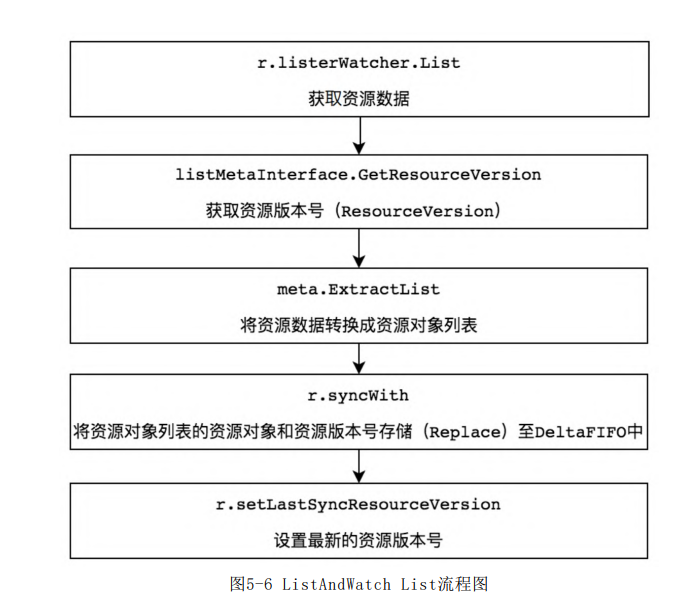 r.listerWatcher.List
获取资源数据
listMetaInterface.GetResourceVersion
获取资源版本号（ResourceVersion）
meta.ExtractList
将资源数据转换成资源对象列表
r.syncWith
将资源对象列表的资源对象和资源版本号存储（Replace）至DeltaFIFO中
r.setLastSyncResourceVersion
设置最新的资源版本号
图5-6 ListAndWatch List流程图